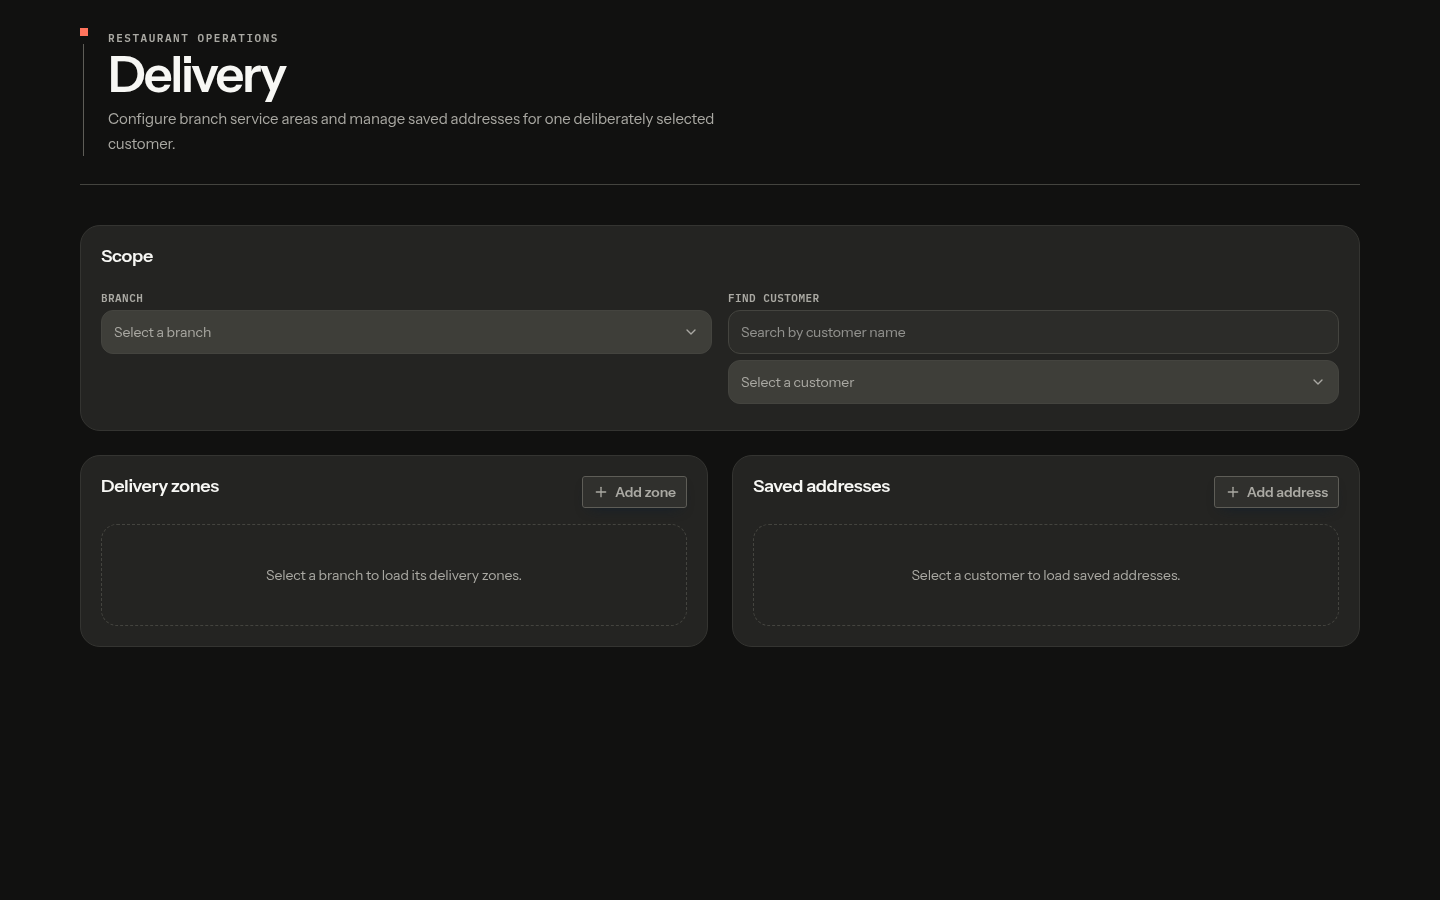 RESTAURANT OPERATIONS
Delivery
Configure branch service areas and manage saved addresses for one deliberately selected
customer.
Scope
BRANCH
Select a branch
FIND CUSTOMER
Search by customer name
Select a customer
Delivery zones
Add zone
Select a branch to load its delivery zones.
Saved addresses
Add address
Select a customer to load saved addresses.